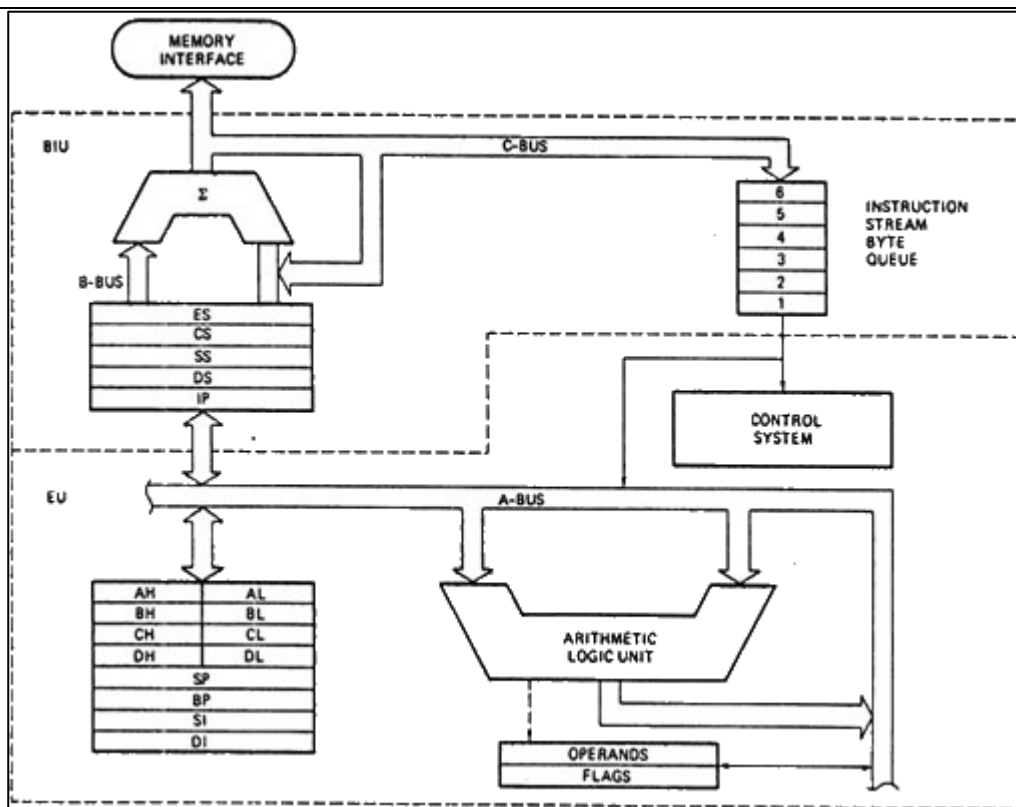 MEMORY
INTERFACE
BIU
C-BUS
Σ
B-BUS
6
5
4
3
2
1
INSTRUCTION
STREAM
BYTE
QUEUE
ES
CS
SS
DS
IP
CONTROL
SYSTEM
EU
A-BUS
AH AL
BH BL
CH CL
DH DL
SP
BP
SI
DI
ARITHMETIC
LOGIC UNIT
OPERANDS
FLAGS